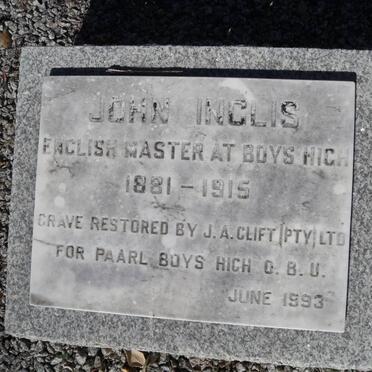 JOHN INGLIS
ENGLISH MASTER AT BOYS HIGH
1881 - 1915
GRAVE RESTORED BY J.A. CLIFT (PTY) LTD
FOR PAARL BOYS HIGH O.B.U.
JUNE 1993